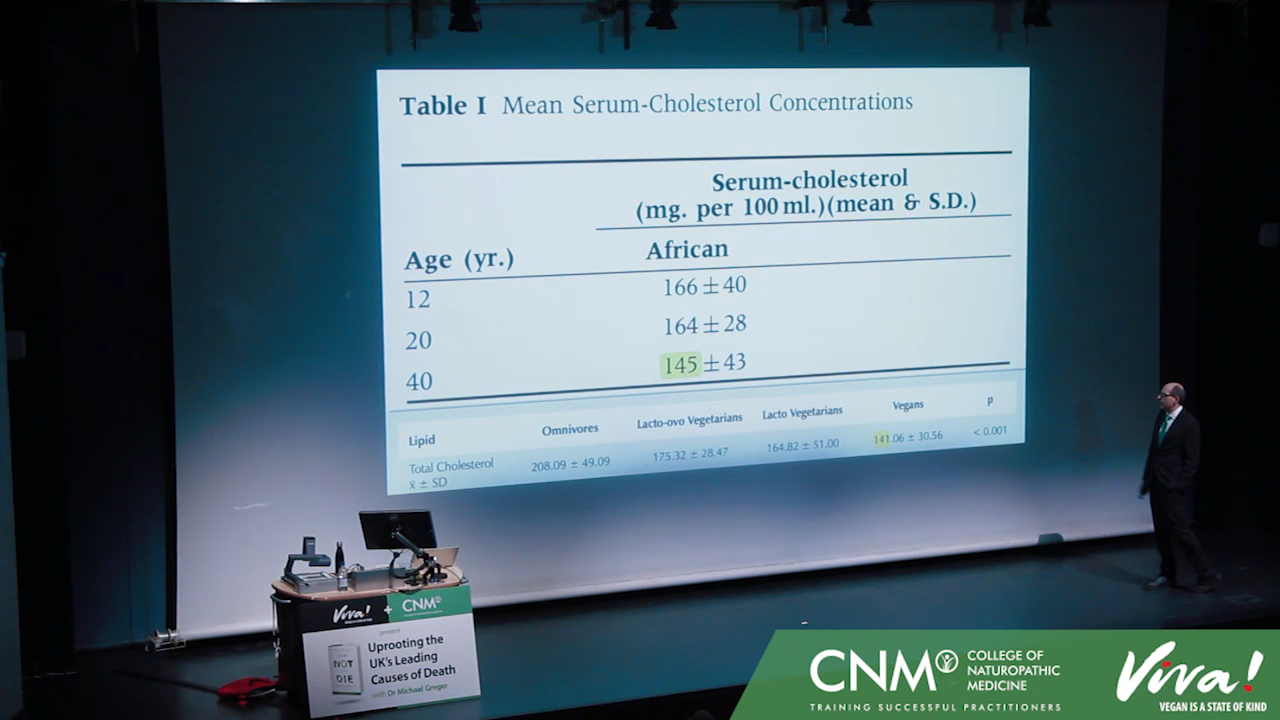 Table I Mean Serum-Cholesterol Concentrations
Serum-cholesterol
(mg. per 100 ml.)(mean & S.D.)
Age (yr.) African
12 166 ± 40
20 164 ± 28
40 145 ± 43
Lipid Omnivores Lacto-ovo Vegetarians Lacto Vegetarians Vegans P
Total Cholesterol 208.09 ± 49.09 175.32 ± 28.47 164.82 ± 51.00 141.06 ± 30.56 < 0.001
x̄ ± SD
Viva! + CNM
present
Uprooting the
UK's Leading
Causes of Death
with Dr Michael Greger
NOT
DIE
CNM COLLEGE OF
NATUROPATHIC
MEDICINE
TRAINING SUCCESSFUL PRACTITIONERS
Viva!
VEGAN IS A STATE OF KIND